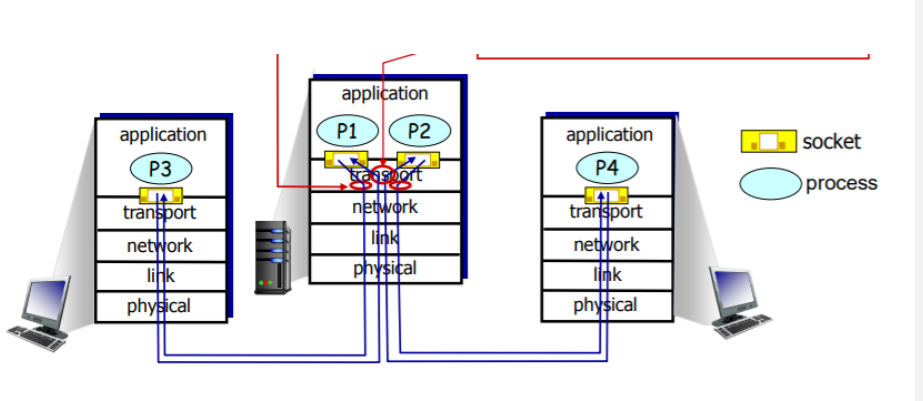 application
P3
transport
network
link
physical
application
P1 P2
transport
network
link
physical
application
P4
transport
network
link
physical
socket
process